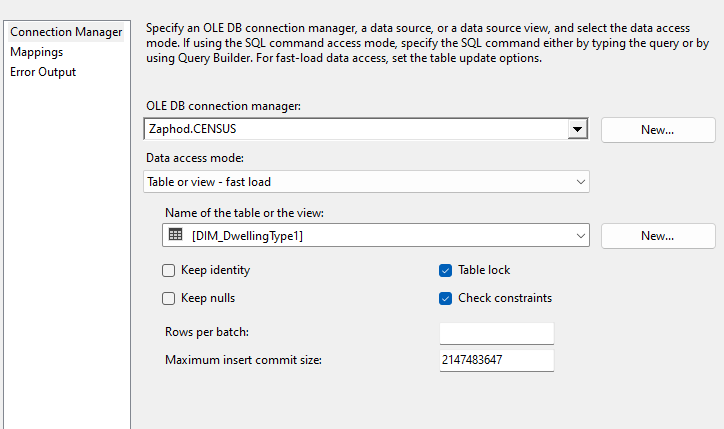 Connection Manager
Mappings
Error Output
Specify an OLE DB connection manager, a data source, or a data source view, and select the data access
mode. If using the SQL command access mode, specify the SQL command either by typing the query or by
using Query Builder. For fast-load data access, set the table update options.
OLE DB connection manager:
Zaphod.CENSUS
New...
Data access mode:
Table or view - fast load
Name of the table or the view:
[DIM_DwellingType1]
New...
Keep identity
Table lock
Keep nulls
Check constraints
Rows per batch:
Maximum insert commit size:
2147483647